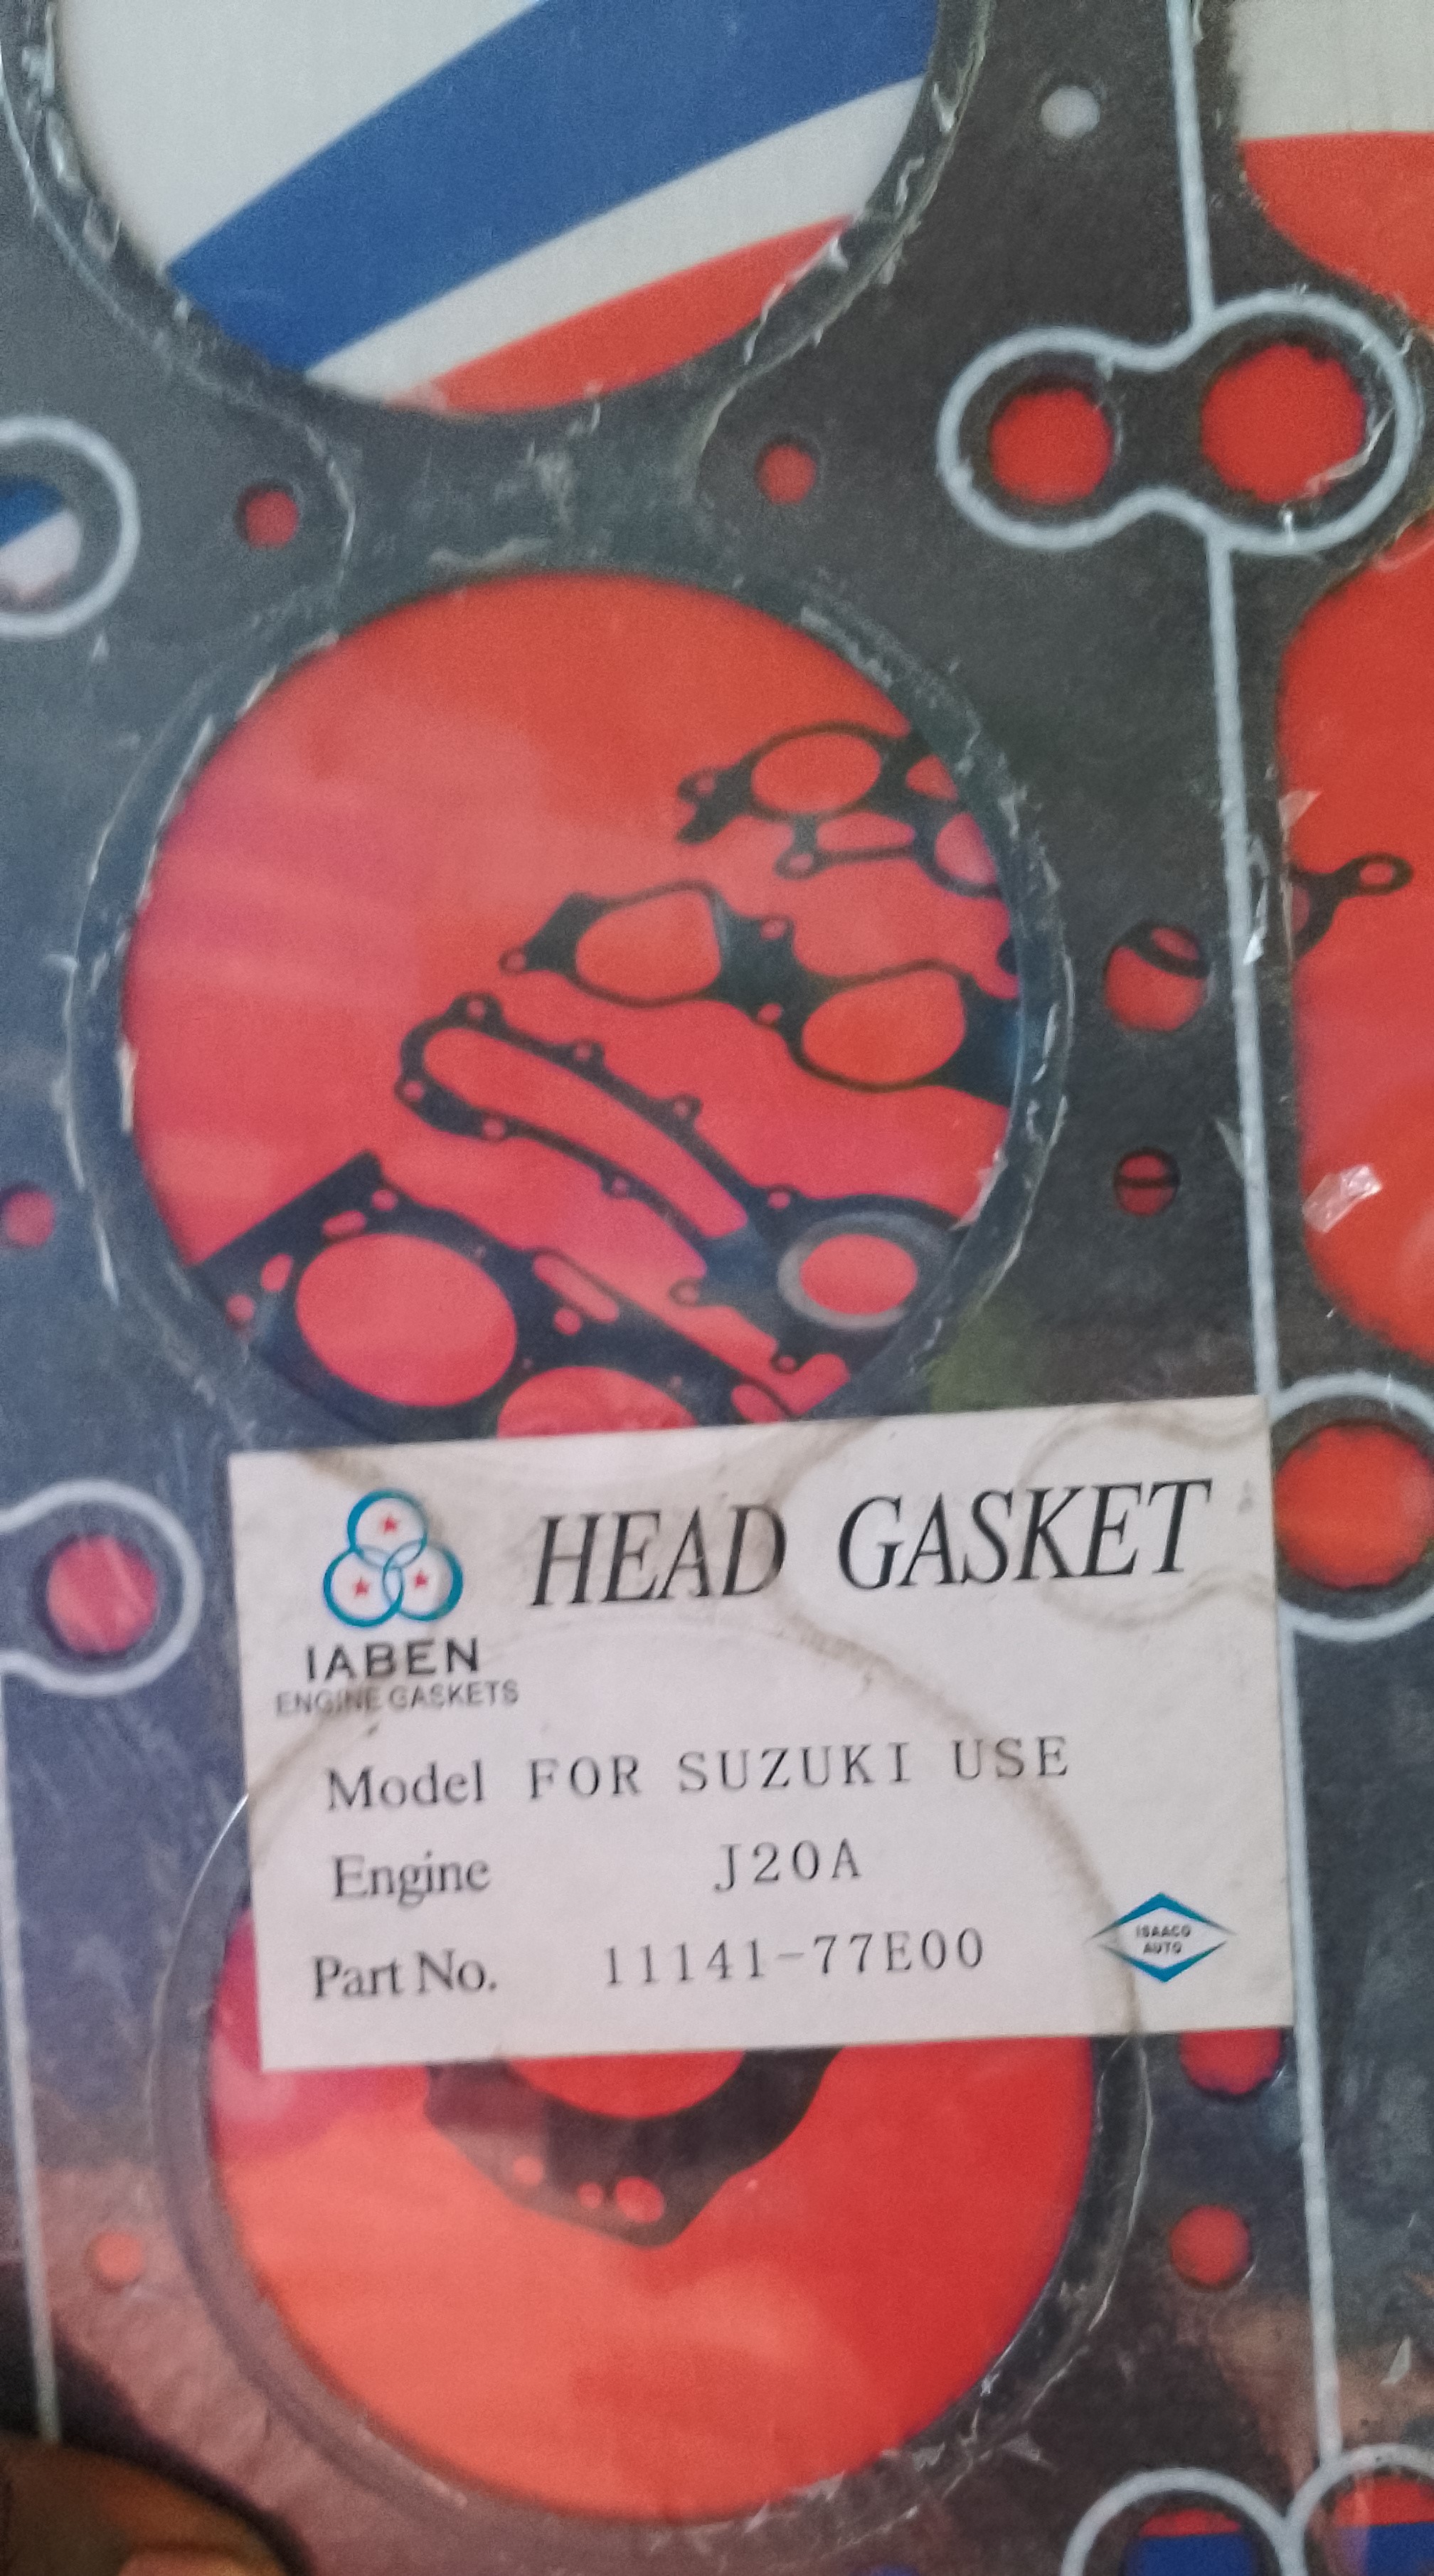 HEAD GASKET
IABEN
ENGINE GASKETS
Model FOR SUZUKI USE
Engine J20A
Part No. 11141-77E00
ISAACO
AUTO